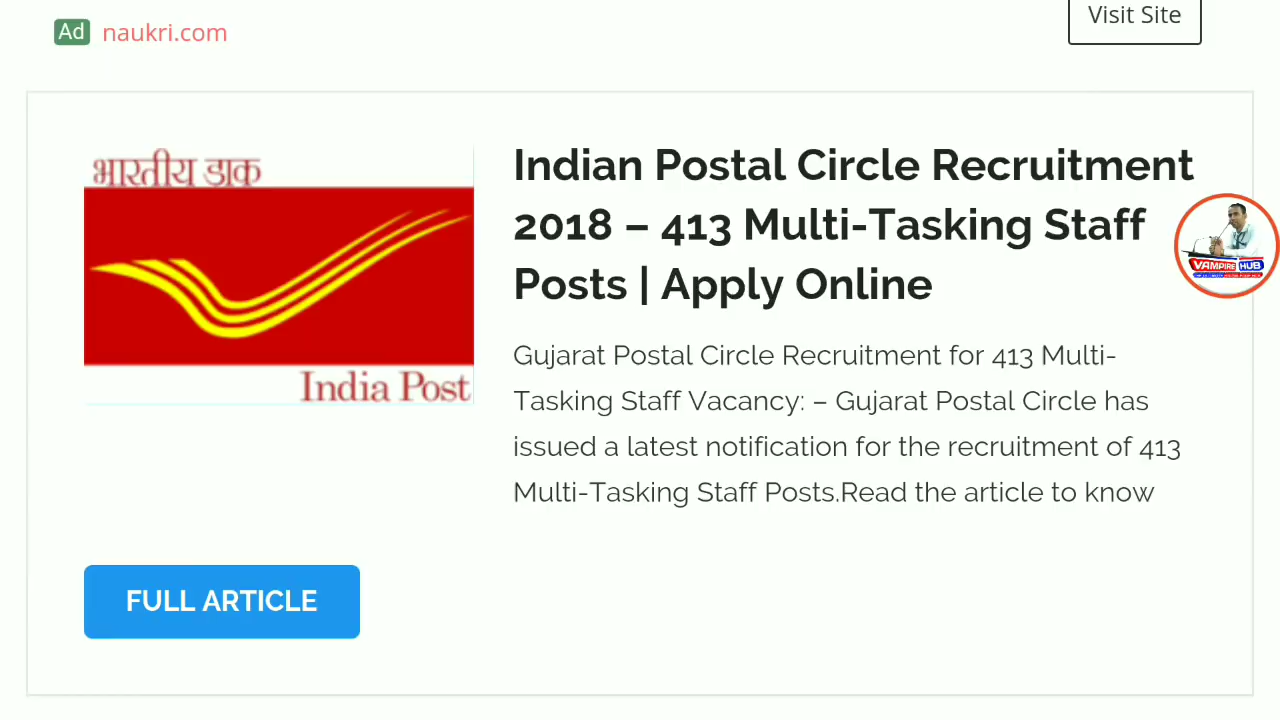 Ad naukri.com
Visit Site
भारतीय डाक
India Post
Indian Postal Circle Recruitment
2018 – 413 Multi-Tasking Staff
Posts | Apply Online
Gujarat Postal Circle Recruitment for 413 Multi-
Tasking Staff Vacancy: – Gujarat Postal Circle has
issued a latest notification for the recruitment of 413
Multi-Tasking Staff Posts.Read the article to know
FULL ARTICLE
VAMPIRE HUB